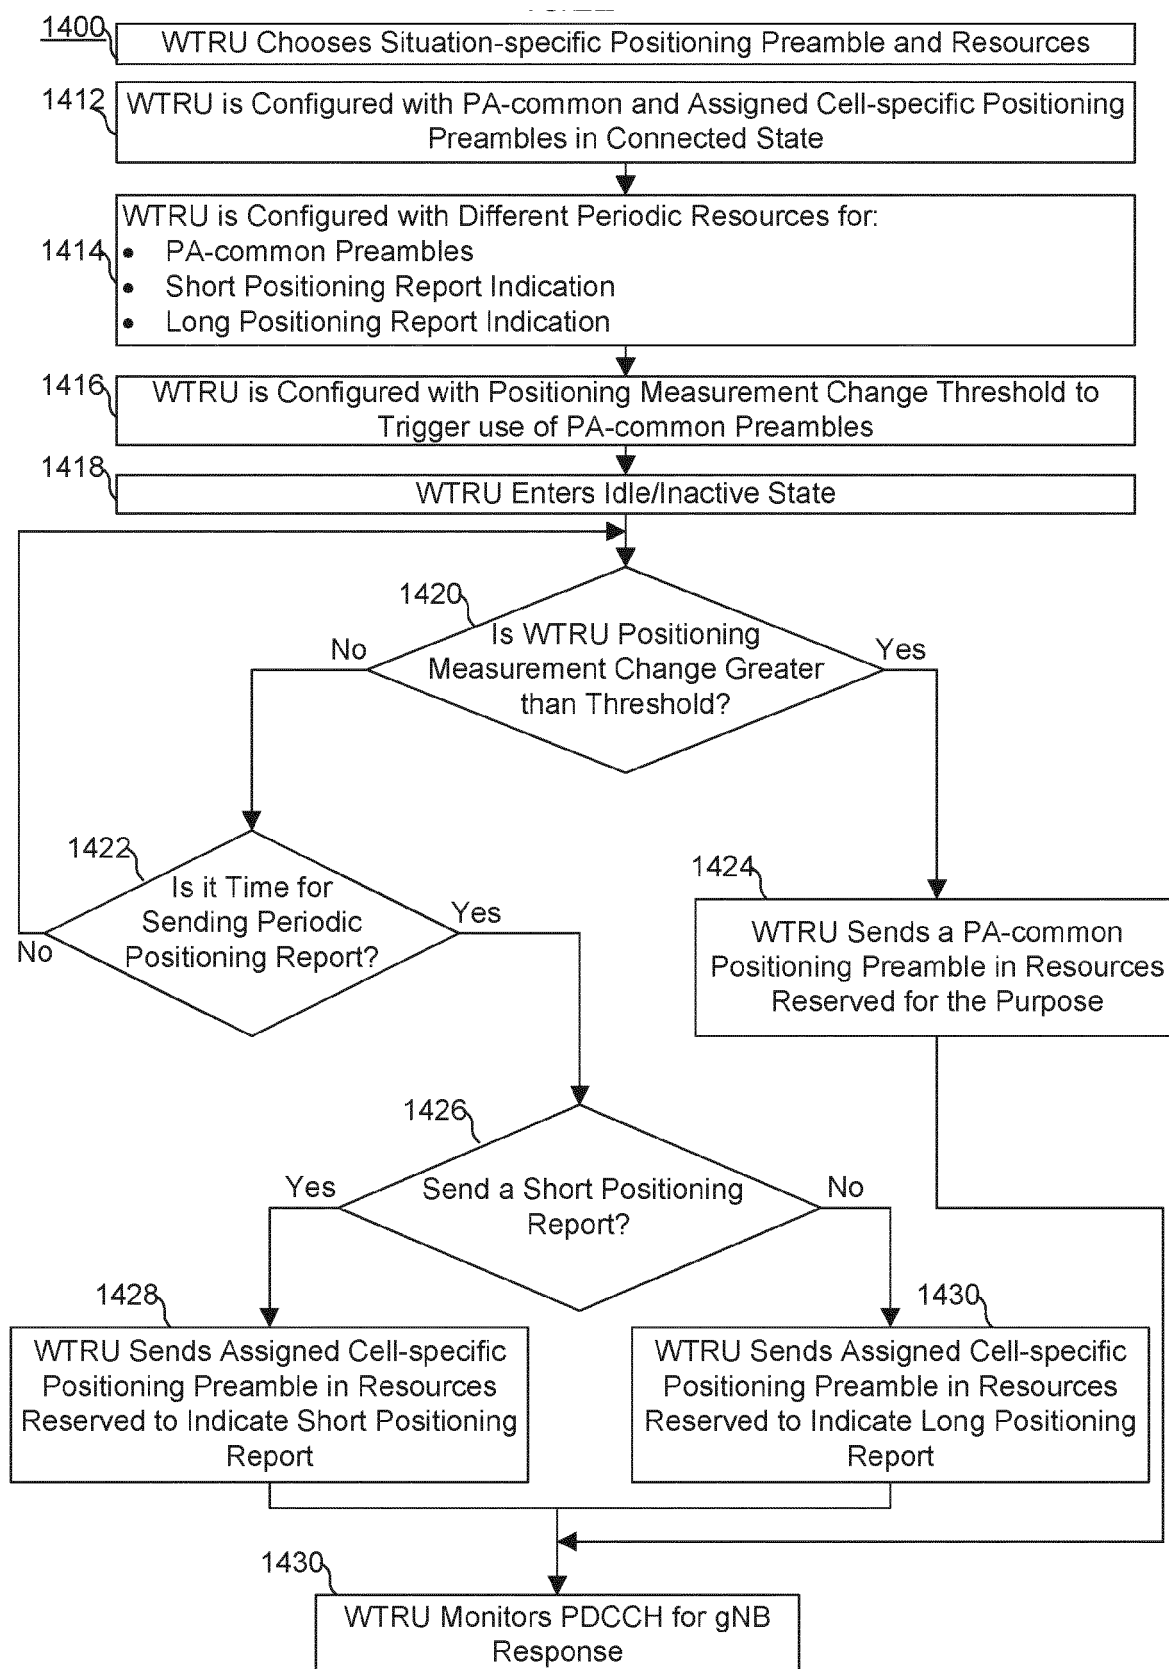 1400
WTRU Chooses Situation-specific Positioning Preamble and Resources
1412
WTRU is Configured with PA-common and Assigned Cell-specific Positioning
Preambles in Connected State
1414
WTRU is Configured with Different Periodic Resources for:
• PA-common Preambles
• Short Positioning Report Indication
• Long Positioning Report Indication
1416
WTRU is Configured with Positioning Measurement Change Threshold to
Trigger use of PA-common Preambles
1418
WTRU Enters Idle/Inactive State
1420
Is WTRU Positioning
Measurement Change Greater
than Threshold?
No
Yes
1422
Is it Time for
Sending Periodic
Positioning Report?
No
Yes
1424
WTRU Sends a PA-common
Positioning Preamble in Resources
Reserved for the Purpose
1426
Send a Short Positioning
Report?
Yes
No
1428
WTRU Sends Assigned Cell-specific
Positioning Preamble in Resources
Reserved to Indicate Short Positioning
Report
1430
WTRU Sends Assigned Cell-specific
Positioning Preamble in Resources
Reserved to Indicate Long Positioning
Report
1430
WTRU Monitors PDCCH for gNB
Response